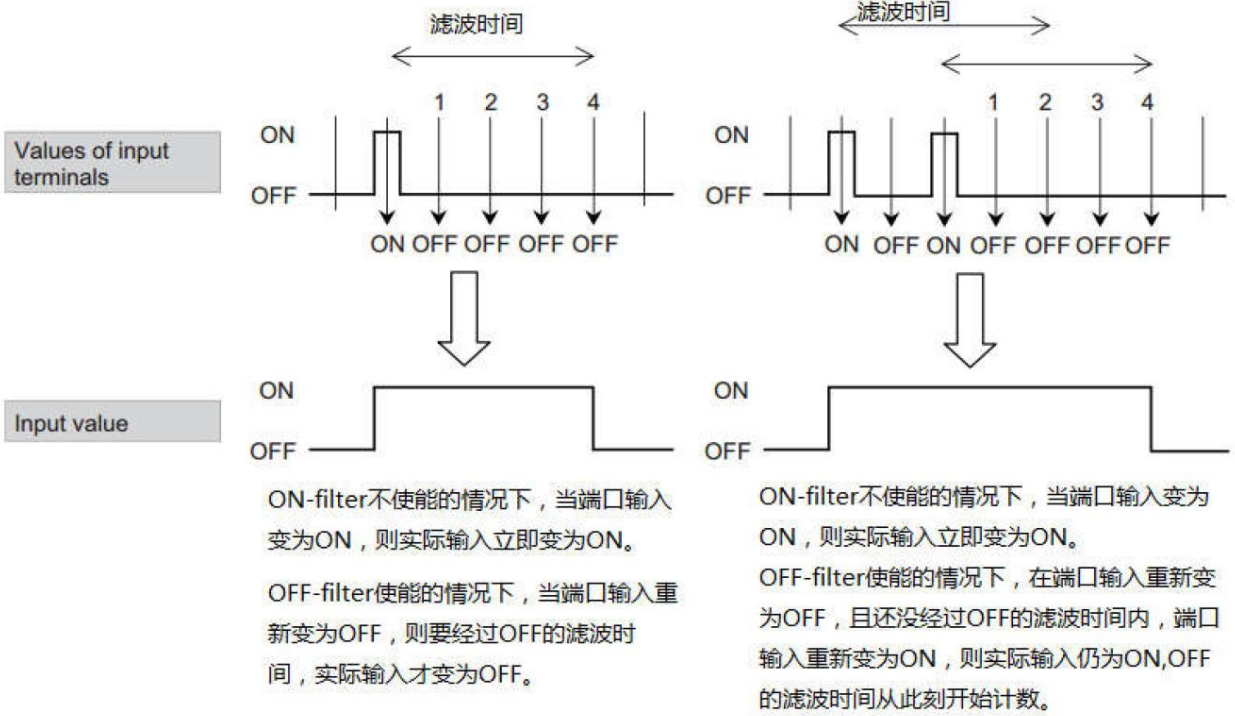 滤波时间
滤波时间
1 2 3 4
1 2 3 4
Values of input
terminals
ON
OFF
ON OFF OFF OFF OFF
ON
OFF
ON OFF ON OFF OFF OFF OFF
Input value
ON
OFF
ON
OFF
ON-filter不使能的情况下，当端口输入
变为ON，则实际输入立即变为ON。
OFF-filter使能的情况下，当端口输入重
新变为OFF，则要经过OFF的滤波时
间，实际输入才变为OFF。
ON-filter不使能的情况下，当端口输入变为
ON，则实际输入立即变为ON。
OFF-filter使能的情况下，在端口输入重新变
为OFF，且还没经过OFF的滤波时间内，端口
输入重新变为ON，则实际输入仍为ON,OFF
的滤波时间从此刻开始计数。